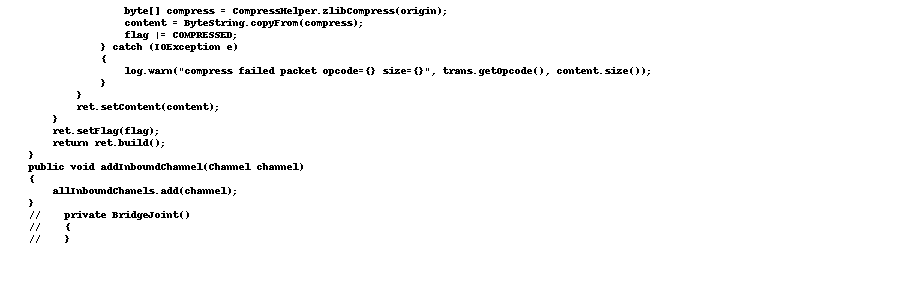 byte[] compress = CompressHelper.zlibCompress(origin);
content = ByteString.copyFrom(compress);
flag |= COMPRESSED;
} catch (IOException e)
{
log.warn("compress failed packet opcode={} size={}", trans.getOpcode(), content.size());
}
}
ret.setContent(content);
}
ret.setFlag(flag);
return ret.build();
}
public void addInboundChannel(Channel channel)
{
allInboundChanels.add(channel);
}
//    private BridgeJoint()
//    {
//    }